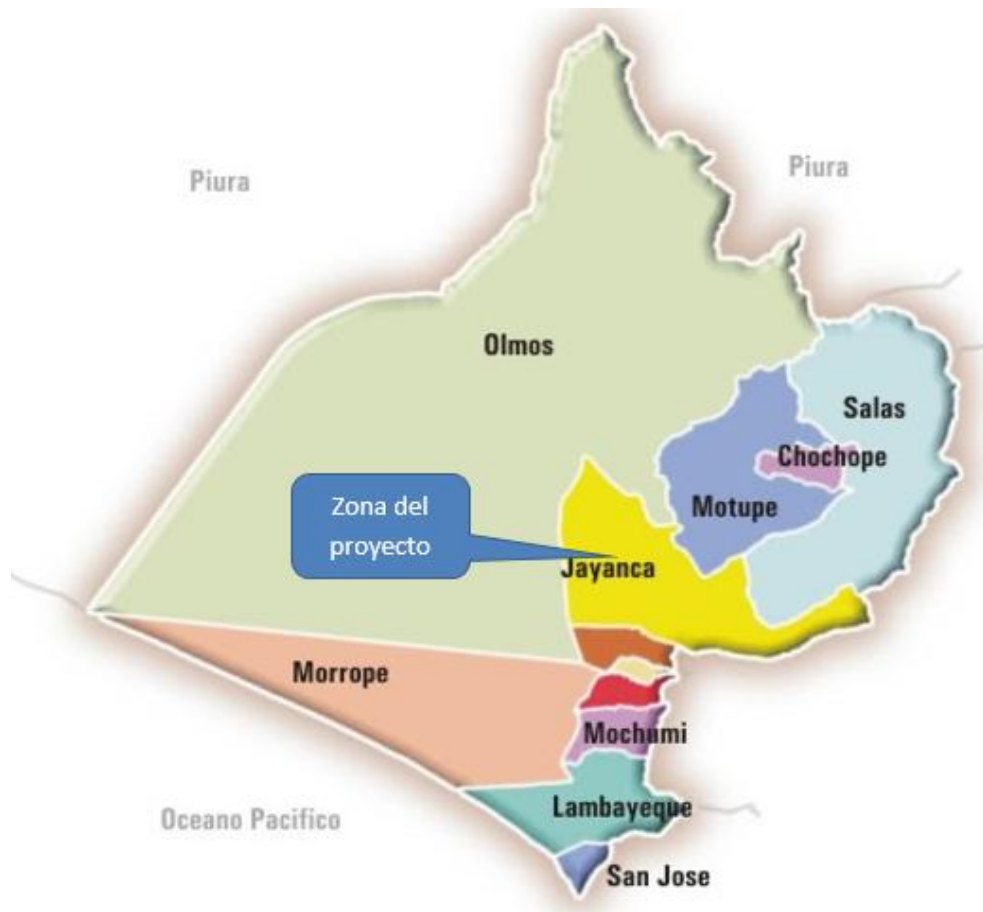 Piura
Piura
Olmos
Salas
Chochope
Motupe
Zona del
proyecto
Jayanca
Morrope
Mochumi
Lambayeque
Oceano Pacifico
San Jose